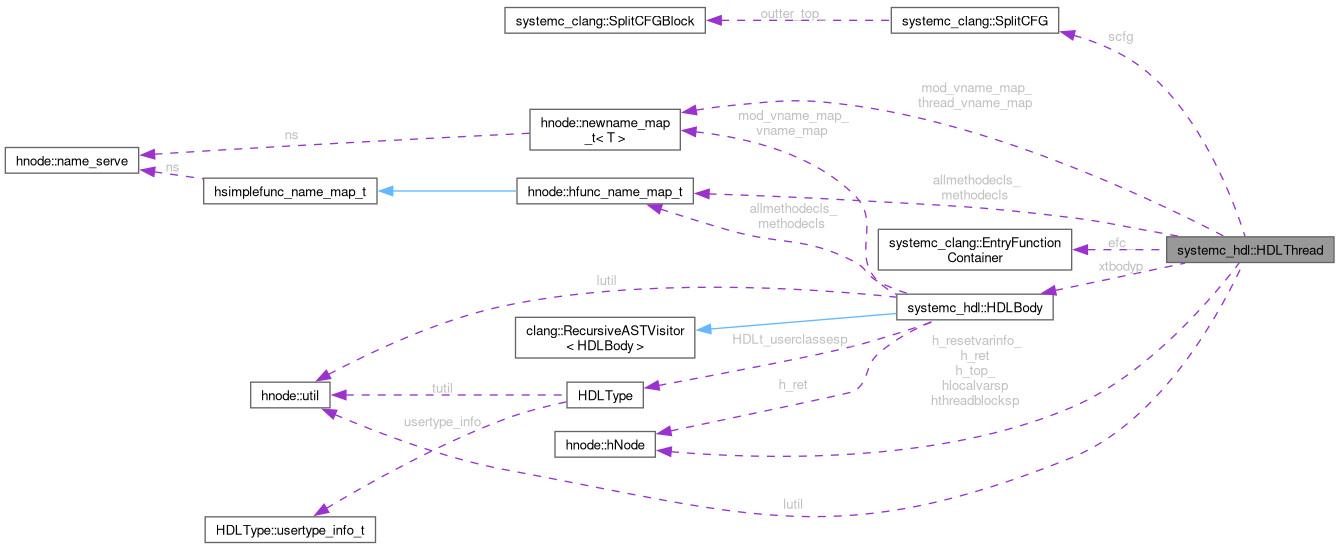 systemc_clang::SplitCFGBlock
outter_top
systemc_clang::SplitCFG
scfg
mod_vname_map_
thread_vname_map
hnode::newname_map
_t< T >
mod_vname_map_
vname_map
ns
hnode::name_serve
ns
hsimplefunc_name_map_t
hnode::hfunc_name_map_t
allmethodecls_
methodecls
allmethodecls_
methodecls
systemc_clang::EntryFunction
Container
efc
systemc_hdl::HDLThread
xtbodyp
lutil
systemc_hdl::HDLBody
clang::RecursiveASTVisitor
< HDLBody >
HDLt_userclassesp
h_resetvarinfo_
h_ret
h_top_
hlocalvarsp
hthreadblocksp
hnode::util
tutil
HDLType
h_ret
usertype_info
hnode::hNode
lutil
HDLType::usertype_info_t